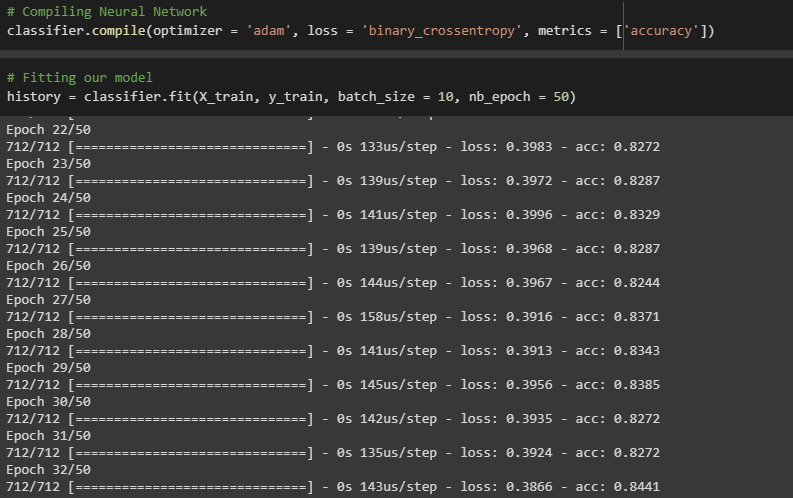 # Compiling Neural Network
classifier.compile(optimizer = 'adam', loss = 'binary_crossentropy', metrics = ['accuracy'])
# Fitting our model
history = classifier.fit(X_train, y_train, batch_size = 10, nb_epoch = 50)
Epoch 22/50
712/712 [==============================] - 0s 133us/step - loss: 0.3983 - acc: 0.8272
Epoch 23/50
712/712 [==============================] - 0s 139us/step - loss: 0.3972 - acc: 0.8287
Epoch 24/50
712/712 [==============================] - 0s 141us/step - loss: 0.3996 - acc: 0.8329
Epoch 25/50
712/712 [==============================] - 0s 139us/step - loss: 0.3968 - acc: 0.8287
Epoch 26/50
712/712 [==============================] - 0s 144us/step - loss: 0.3967 - acc: 0.8244
Epoch 27/50
712/712 [==============================] - 0s 158us/step - loss: 0.3916 - acc: 0.8371
Epoch 28/50
712/712 [==============================] - 0s 141us/step - loss: 0.3913 - acc: 0.8343
Epoch 29/50
712/712 [==============================] - 0s 145us/step - loss: 0.3956 - acc: 0.8385
Epoch 30/50
712/712 [==============================] - 0s 142us/step - loss: 0.3935 - acc: 0.8272
Epoch 31/50
712/712 [==============================] - 0s 135us/step - loss: 0.3924 - acc: 0.8272
Epoch 32/50
712/712 [==============================] - 0s 143us/step - loss: 0.3866 - acc: 0.8441